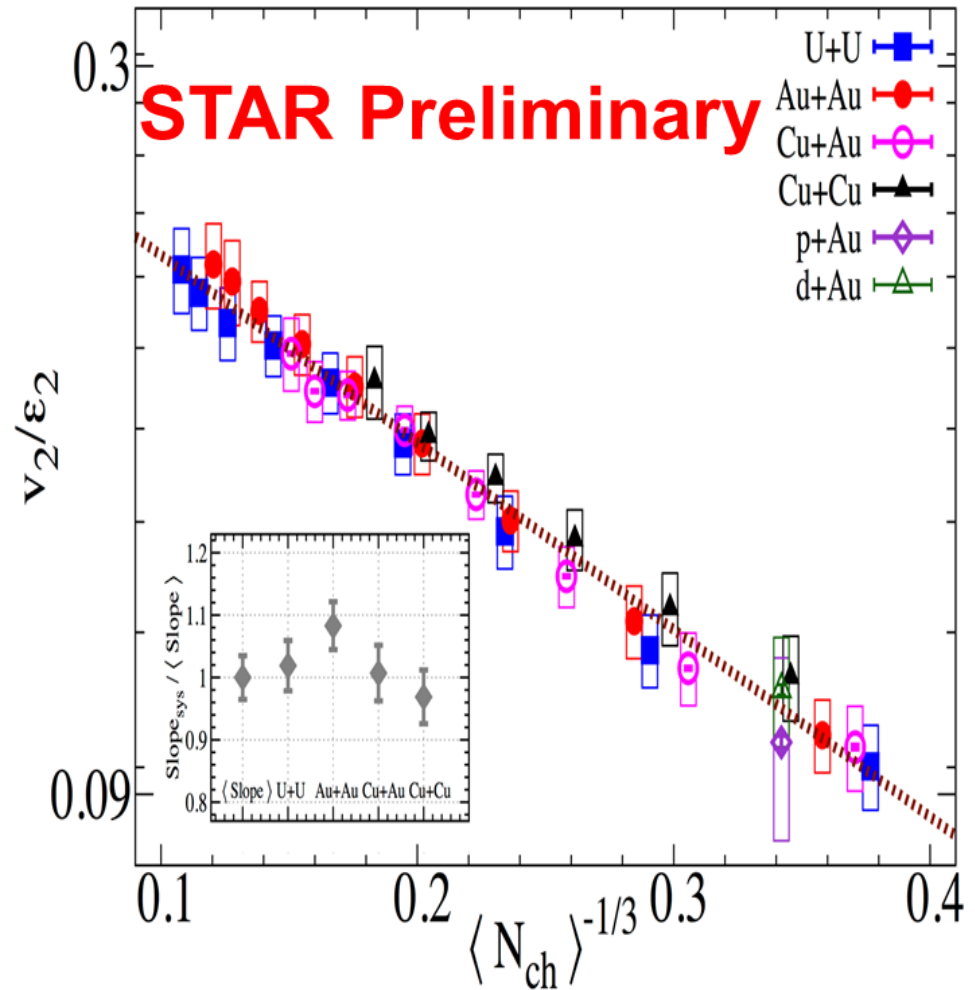 0.3
STAR Preliminary
U+U
Au+Au
Cu+Au
Cu+Cu
p+Au
d+Au
v₂/ε₂
1.2
1.1
1
0.9
0.8
Slope_sys / ⟨ Slope ⟩
⟨ Slope ⟩ U+U Au+Au Cu+Au Cu+Cu
0.09
0.1 0.2 0.3 0.4
⟨ N_ch ⟩^-1/3